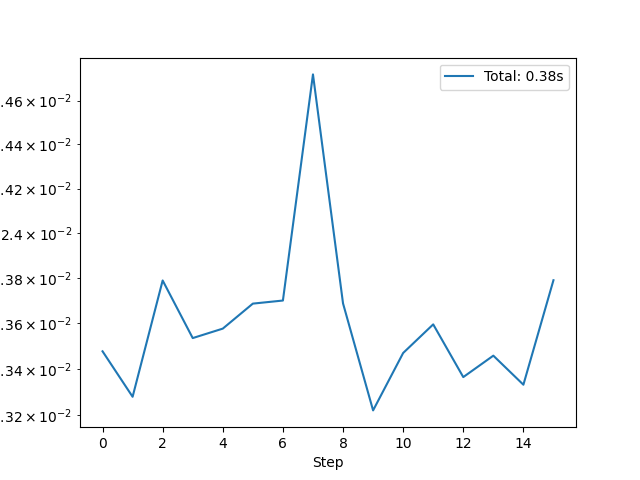 Total: 0.38s
.46 × 10⁻²
.44 × 10⁻²
.42 × 10⁻²
2.4 × 10⁻²
.38 × 10⁻²
.36 × 10⁻²
.34 × 10⁻²
.32 × 10⁻²
0 2 4 6 8 10 12 14
Step